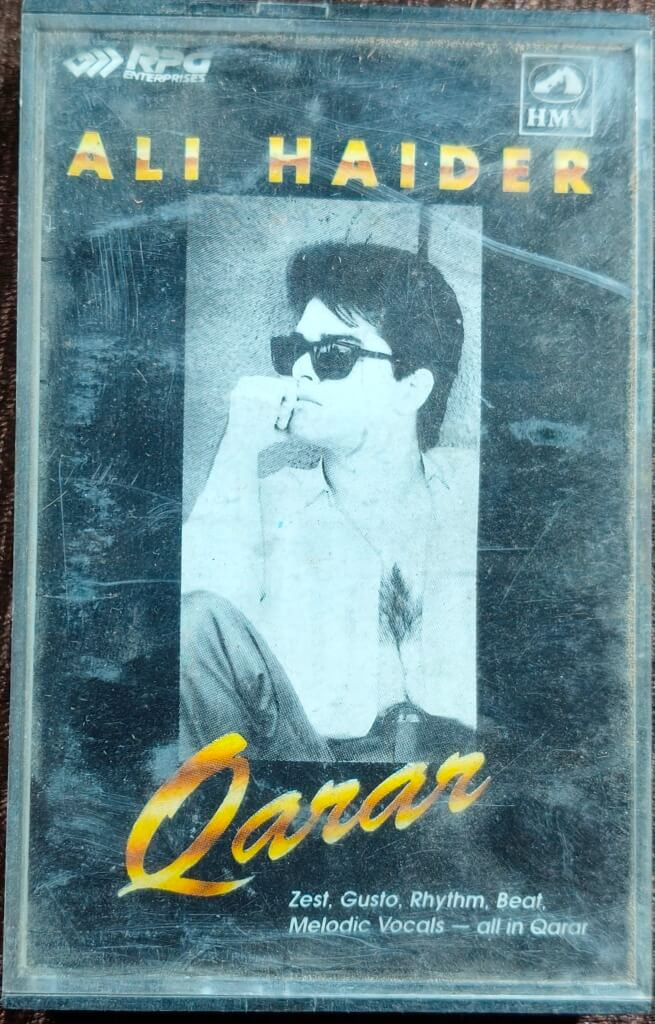 RPG
ENTERPRISES
HMV
ALI HAIDER
Qarar
Zest, Gusto, Rhythm, Beat,
Melodic Vocals — all in Qarar